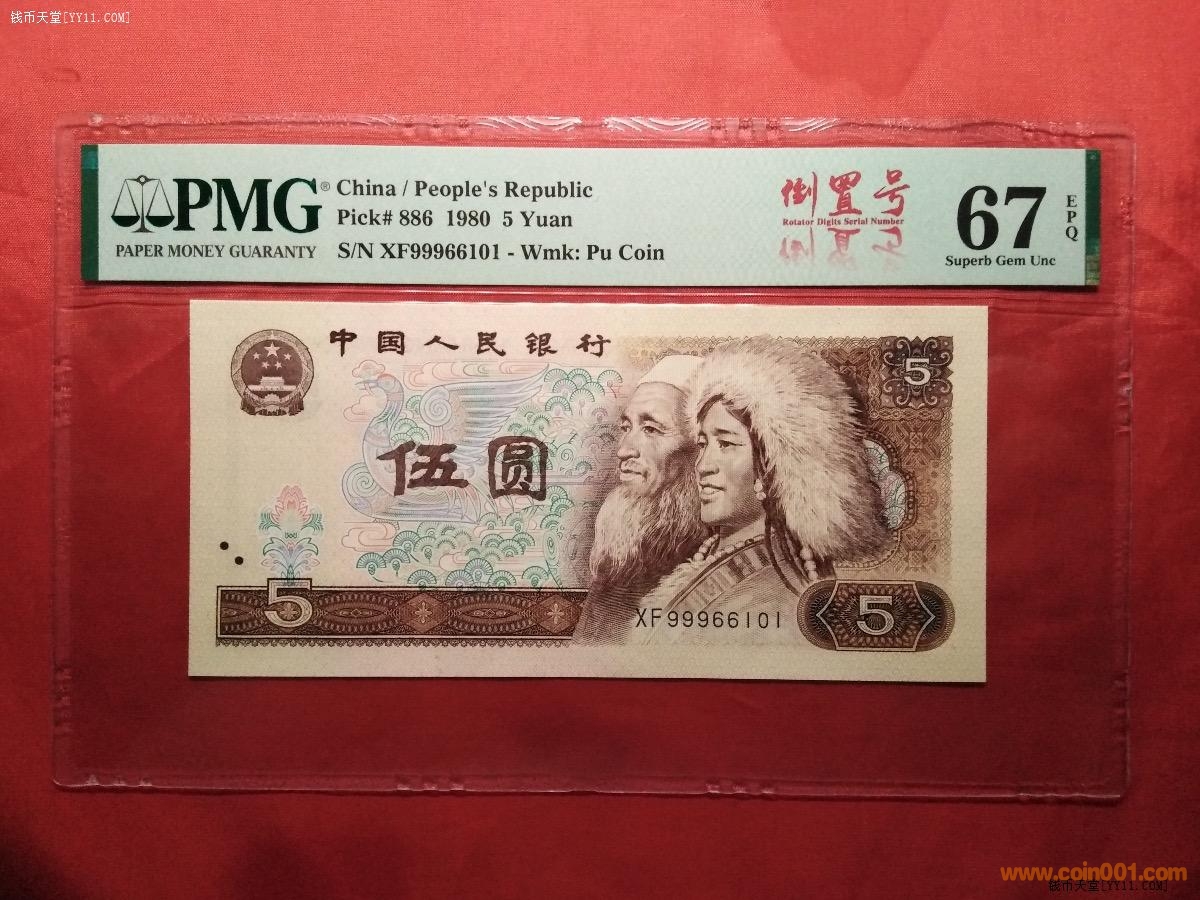 钱币天堂[YY11.COM]
PMG®
PAPER MONEY GUARANTY
China / People's Republic
Pick# 886 1980 5 Yuan
S/N XF99966101 - Wmk: Pu Coin
倒置号
Rotator Digits Serial Number
67
EPQ
Superb Gem Unc
中国人民银行
5
伍圆
5
XF99966101
5
www.coin001.com
钱币天堂[YY11.COM]